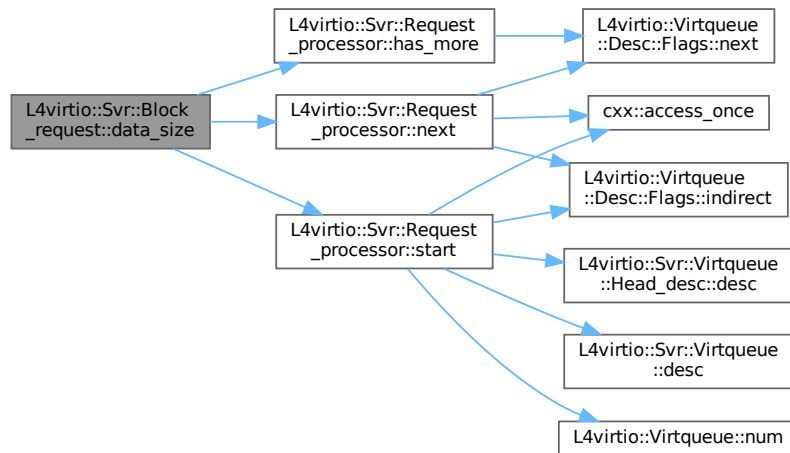 L4virtio::Svr::Block
_request::data_size
L4virtio::Svr::Request
_processor::has_more
L4virtio::Svr::Request
_processor::next
L4virtio::Svr::Request
_processor::start
L4virtio::Virtqueue
::Desc::Flags::next
cxx::access_once
L4virtio::Virtqueue
::Desc::Flags::indirect
L4virtio::Svr::Virtqueue
::Head_desc::desc
L4virtio::Svr::Virtqueue
::desc
L4virtio::Virtqueue::num